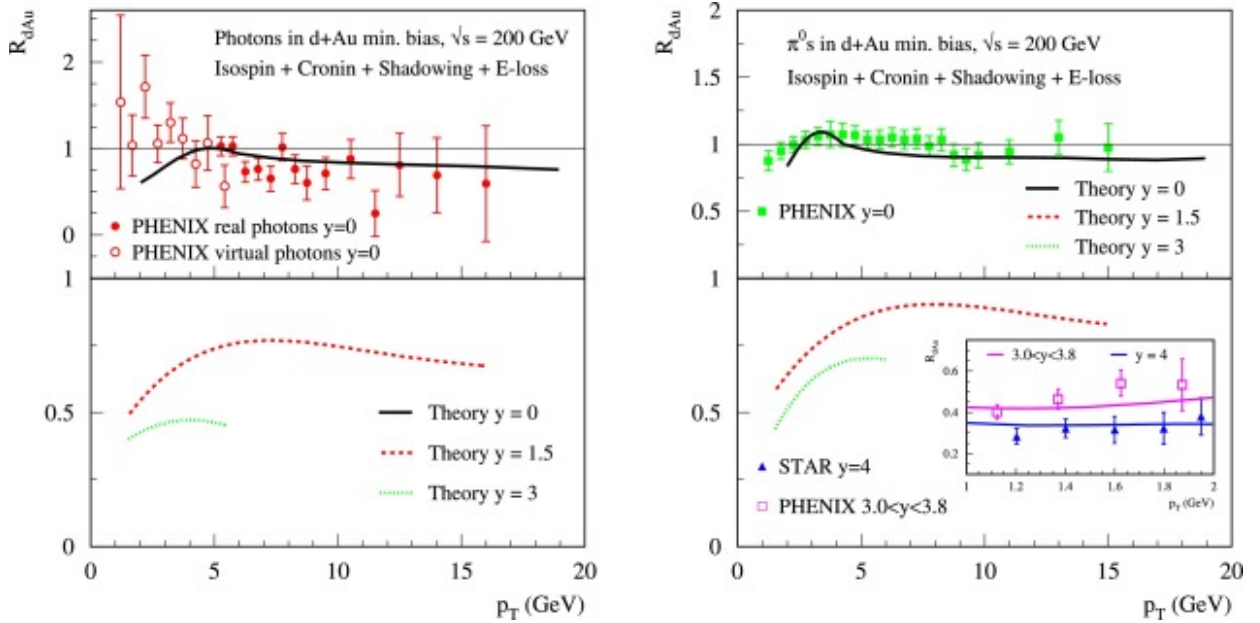 R_dAu
2
1
0
Photons in d+Au min. bias, √s = 200 GeV
Isospin + Cronin + Shadowing + E-loss
PHENIX real photons y=0
PHENIX virtual photons y=0
1
0.5
0
Theory y = 0
Theory y = 1.5
Theory y = 3
0 5 10 15 20
p_T (GeV)
R_dAu
2
1.5
1
0.5
π⁰s in d+Au min. bias, √s = 200 GeV
Isospin + Cronin + Shadowing + E-loss
PHENIX y=0
Theory y = 0
Theory y = 1.5
Theory y = 3
1
0.5
0
STAR y=4
PHENIX 3.0<y<3.8
R_dAu
3.0<y<3.8
y = 4
0.6
0.4
0.2
1 1.2 1.4 1.6 1.8 2
p_T (GeV)
0 5 10 15 20
p_T (GeV)